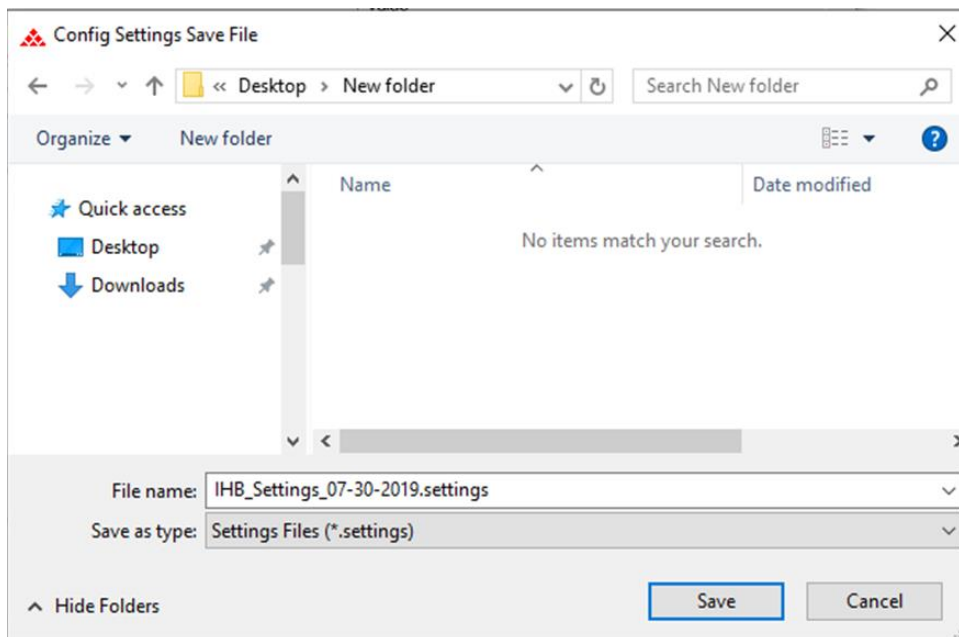 Config Settings Save File
« Desktop > New folder
Search New folder
Organize
New folder
Name
Date modified
Quick access
Desktop
Downloads
No items match your search.
File name: IHB_Settings_07-30-2019.settings
Save as type: Settings Files (*.settings)
Hide Folders
Save
Cancel